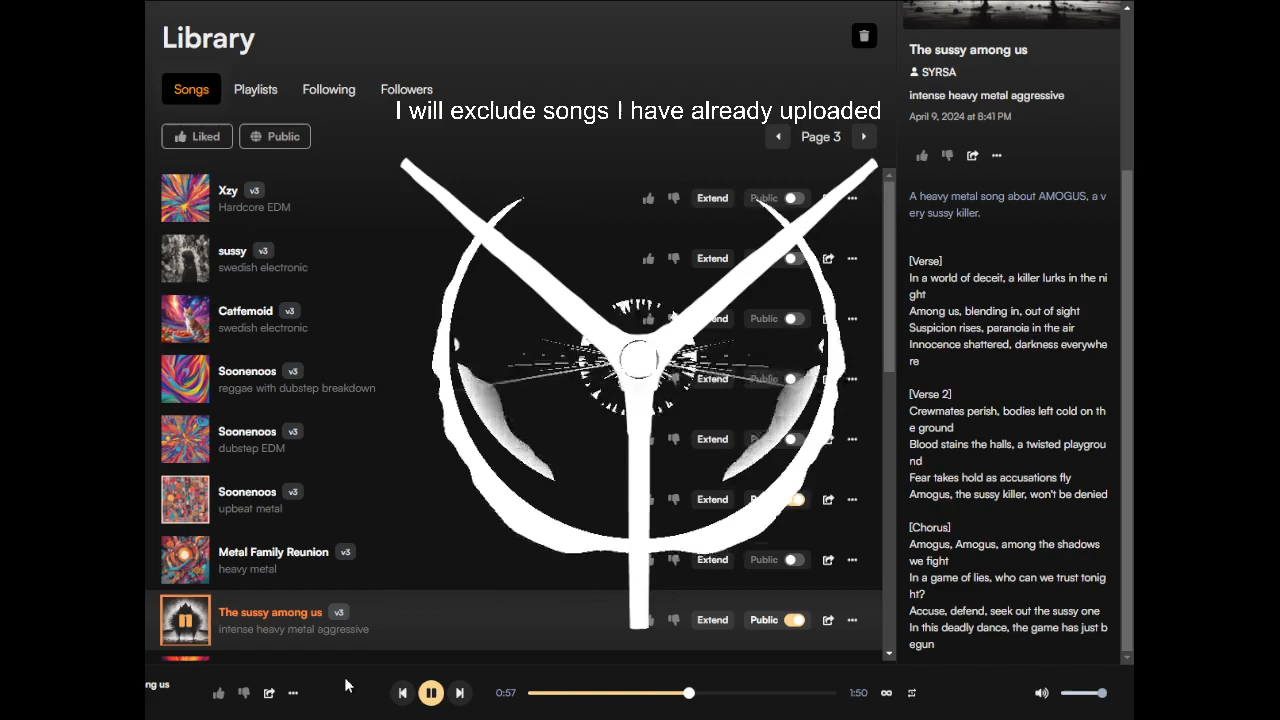 Library
Songs
Playlists
Following
Followers
I will exclude songs I have already uploaded
Liked
Public
Page 3
Xzy v3
Hardcore EDM
Extend
Public
sussy v3
swedish electronic
Extend
Catfemoid v3
swedish electronic
Public
Soonenoos v3
reggae with dubstep breakdown
Extend
Public
Soonenoos v3
dubstep EDM
Extend
Soonenoos v3
upbeat metal
Extend
Metal Family Reunion v3
heavy metal
Extend
Public
The sussy among us v3
intense heavy metal aggressive
Extend
Public
ng us
0:57
1:50
The sussy among us
SYRSA
intense heavy metal aggressive
April 9, 2024 at 8:41 PM
A heavy metal song about AMOGUS, a v
ery sussy killer.
[Verse]
In a world of deceit, a killer lurks in the ni
ght
Among us, blending in, out of sight
Suspicion rises, paranoia in the air
Innocence shattered, darkness everywhe
re
[Verse 2]
Crewmates perish, bodies left cold on th
e ground
Blood stains the halls, a twisted playgrou
nd
Fear takes hold as accusations fly
Amogus, the sussy killer, won't be denied
[Chorus]
Amogus, Amogus, among the shadows
we fight
In a game of lies, who can we trust tonig
ht?
Accuse, defend, seek out the sussy one
In this deadly dance, the game has just b
egun